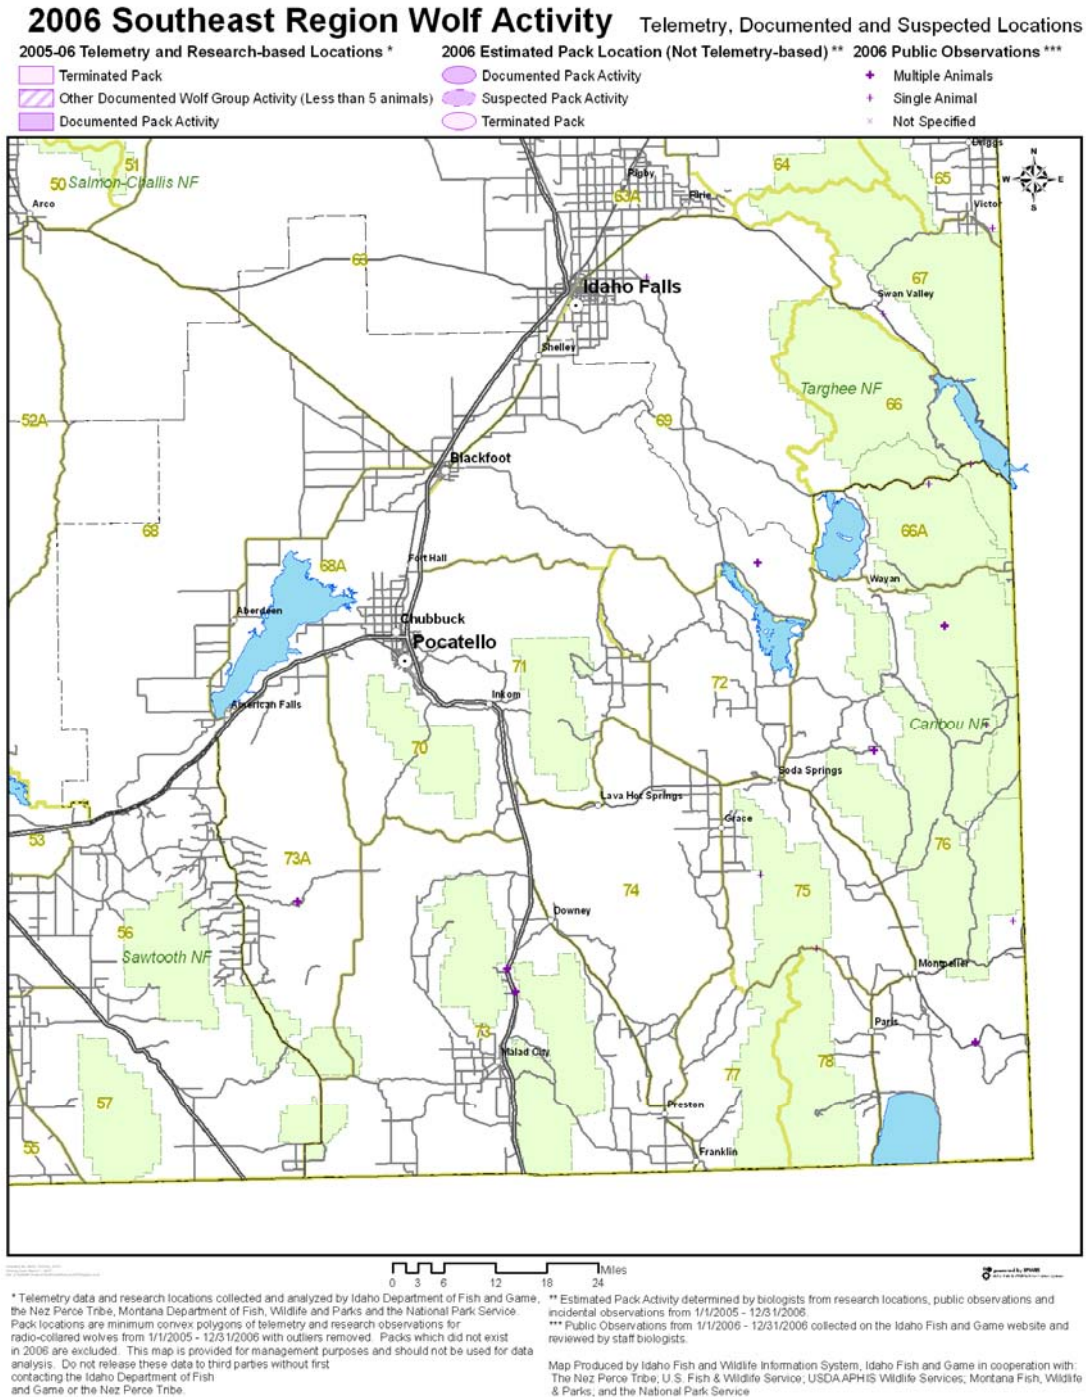 2006 Southeast Region Wolf Activity Telemetry, Documented and Suspected Locations
2005-06 Telemetry and Research-based Locations *
Terminated Pack
Other Documented Wolf Group Activity (Less than 5 animals)
Documented Pack Activity
2006 Estimated Pack Location (Not Telemetry-based) **
Documented Pack Activity
Suspected Pack Activity
Terminated Pack
2006 Public Observations ***
Multiple Animals
Single Animal
Not Specified
Driggs
N
W E
S
51
50 Salmon-Challis NF
64
65
Rigby
63A
Ririe
Arco
Victor
63
67
Idaho Falls
Swan Valley
Shelley
Targhee NF
66
52A
69
Blackfoot
68
66A
Fort Hall
68A
Wayan
Aberdeen
Chubbuck
Pocatello
71
72
Inkom
American Falls
Caribou NF
70
Soda Springs
Lava Hot Springs
Grace
53
73A
76
74
75
Downey
56
Sawtooth NF
Montpelier
Paris
73
Malad City
78
77
57
Preston
55
Franklin
Miles
0 3 6 12 18 24
* Telemetry data and research locations collected and analyzed by Idaho Department of Fish and Game,
the Nez Perce Tribe, Montana Department of Fish, Wildlife and Parks and the National Park Service.
Pack locations are minimum convex polygons of telemetry and research observations for
radio-collared wolves from 1/1/2005 - 12/31/2006 with outliers removed. Packs which did not exist
in 2006 are excluded. This map is provided for management purposes and should not be used for data
analysis. Do not release these data to third parties without first
contacting the Idaho Department of Fish
and Game or the Nez Perce Tribe.
** Estimated Pack Activity determined by biologists from research locations, public observations and
incidental observations from 1/1/2005 - 12/31/2006.
*** Public Observations from 1/1/2006 - 12/31/2006 collected on the Idaho Fish and Game website and
reviewed by staff biologists.
Map Produced by Idaho Fish and Wildlife Information System, Idaho Fish and Game in cooperation with:
The Nez Perce Tribe; U.S. Fish & Wildlife Service; USDA APHIS Wildlife Services; Montana Fish, Wildlife
& Parks; and the National Park Service